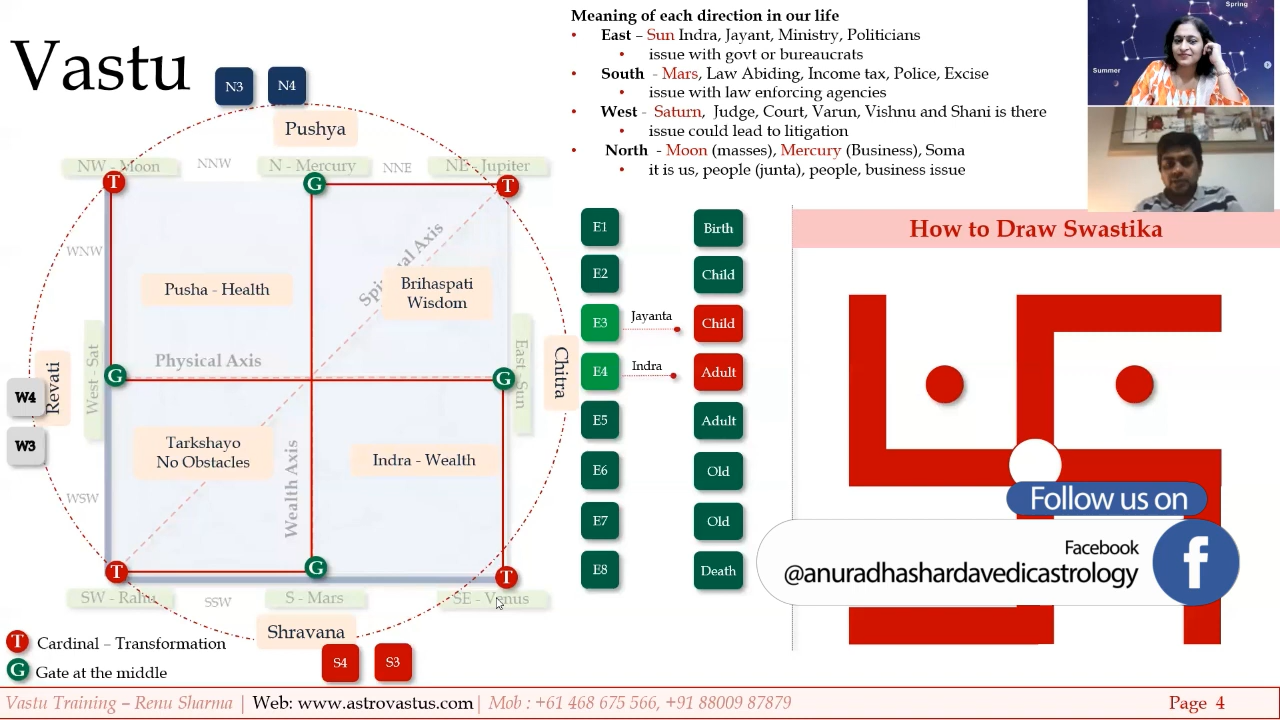 Vastu
N3
N4
Pushya
NW - Moon
NNW
N - Mercury
NNE
NE - Jupiter
T
G
T
WNW
Pusha - Health
Spiritual Axis
Brihaspati
Wisdom
Physical Axis
West - Sat
East - Sun
Revati
Chitra
G
G
W4
W3
Tarkshayo
No Obstacles
Wealth Axis
Indra - Wealth
WSW
T
G
T
SW - Rahu
SSW
S - Mars
SE - Venus
Shravana
S4
S3
T Cardinal – Transformation
G Gate at the middle
Meaning of each direction in our life
• East – Sun Indra, Jayant, Ministry, Politicians
• issue with govt or bureaucrats
• South - Mars, Law Abiding, Income tax, Police, Excise
• issue with law enforcing agencies
• West - Saturn, Judge, Court, Varun, Vishnu and Shani is there
• issue could lead to litigation
• North - Moon (masses), Mercury (Business), Soma
• it is us, people (junta), people, business issue
E1 Birth
E2 Child
E3 Jayanta Child
E4 Indra Adult
E5 Adult
E6 Old
E7 Old
E8 Death
Spring
Summer
How to Draw Swastika
Follow us on
Facebook
@anuradhashardavedicastrology
f
Vastu Training – Renu Sharma | Web: www.astrovastus.com | Mob : +61 468 675 566, +91 88009 87879
Page 4